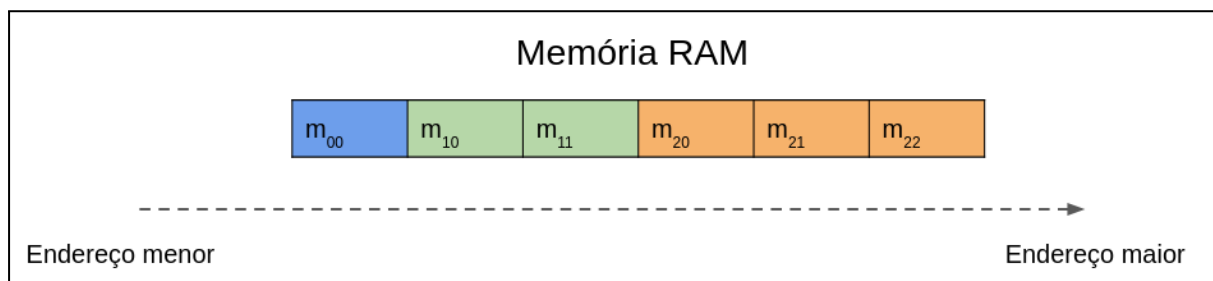 Memória RAM
m00 m10 m11 m20 m21 m22
Endereço menor Endereço maior